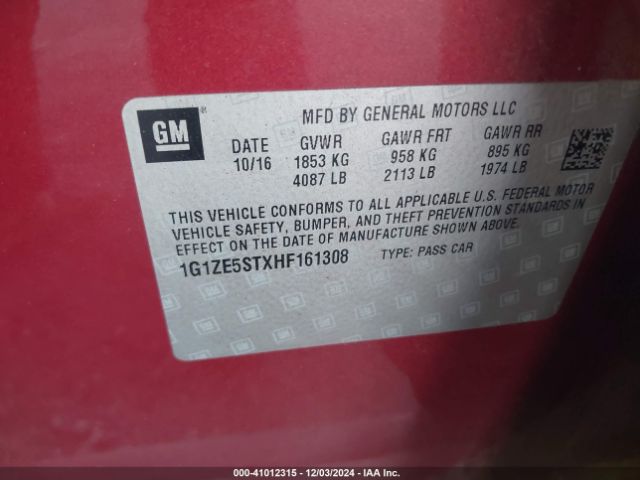 GM
MFD BY GENERAL MOTORS LLC
DATE GVWR GAWR FRT GAWR RR
10/16 1853 KG 958 KG 895 KG
4087 LB 2113 LB 1974 LB
THIS VEHICLE CONFORMS TO ALL APPLICABLE U.S. FEDERAL MOTOR
VEHICLE SAFETY, BUMPER, AND THEFT PREVENTION STANDARDS IN
EFFECT ON THE DATE OF MANUFACTURE SHOWN ABOVE.
1G1ZE5STXHF161308 TYPE: PASS CAR
000-41012315 - 12/03/2024 - IAAI.COM